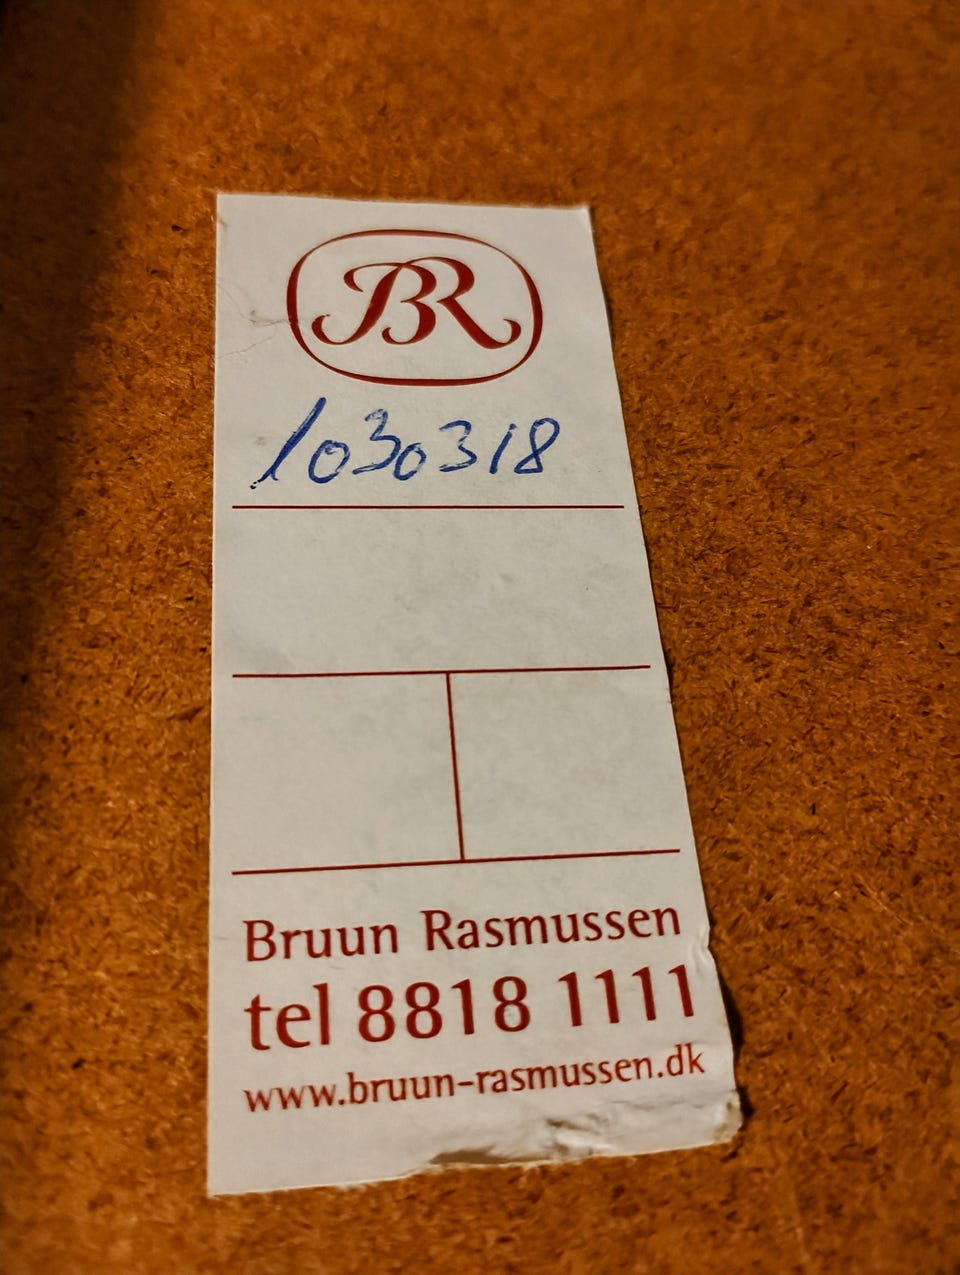 BR
1030318
Bruun Rasmussen
tel 8818 1111
www.bruun-rasmussen.dk